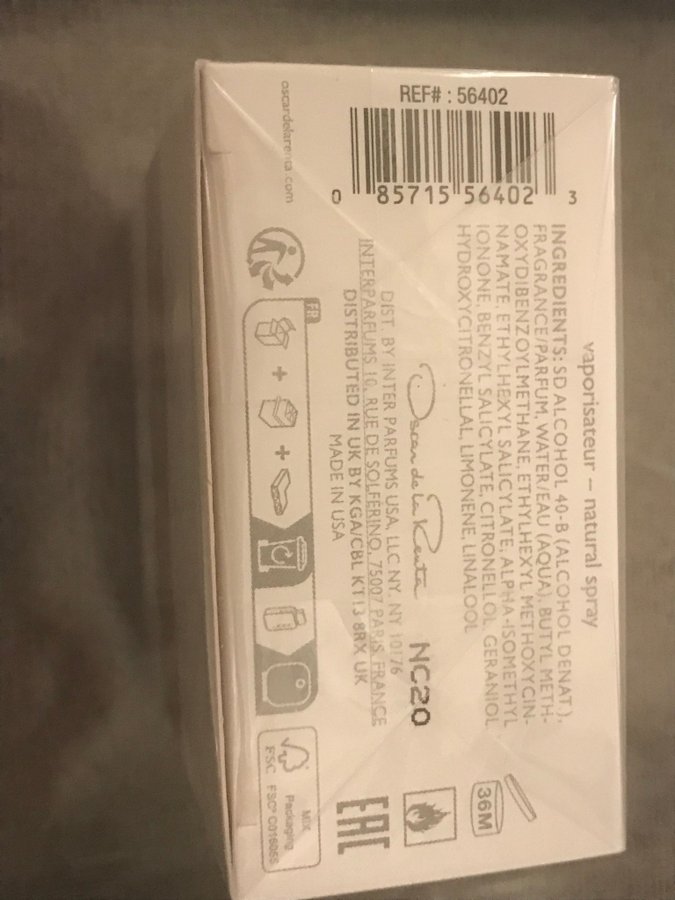 REF# : 56402
0 85715 56402 3
oscardelarenta.com
vaporisateur – natural spray
INGREDIENTS: SD ALCOHOL 40-B (ALCOHOL DENAT.),
FRAGRANCE/PARFUM, WATER/EAU (AQUA), BUTYL METH-
OXYDIBENZOYLMETHANE, ETHYLHEXYL METHOXYCIN-
NAMATE, ETHYLHEXYL SALICYLATE, ALPHA-ISOMETHYL
IONONE, BENZYL SALICYLATE, CITRONELLOL, GERANIOL,
HYDROXYCITRONELLAL, LIMONENE, LINALOOL
Oscar de la Renta
NC20
DIST. BY INTER PARFUMS USA, LLC NY, NY 10176
INTERPARFUMS 10, RUE DE SOLFERINO, 75007 PARIS, FRANCE
DISTRIBUTED IN UK BY KGA/CBL KT13 8RX UK
MADE IN USA
FR
36M
EAC
MIX
Packaging
FSC
FSC® C016056